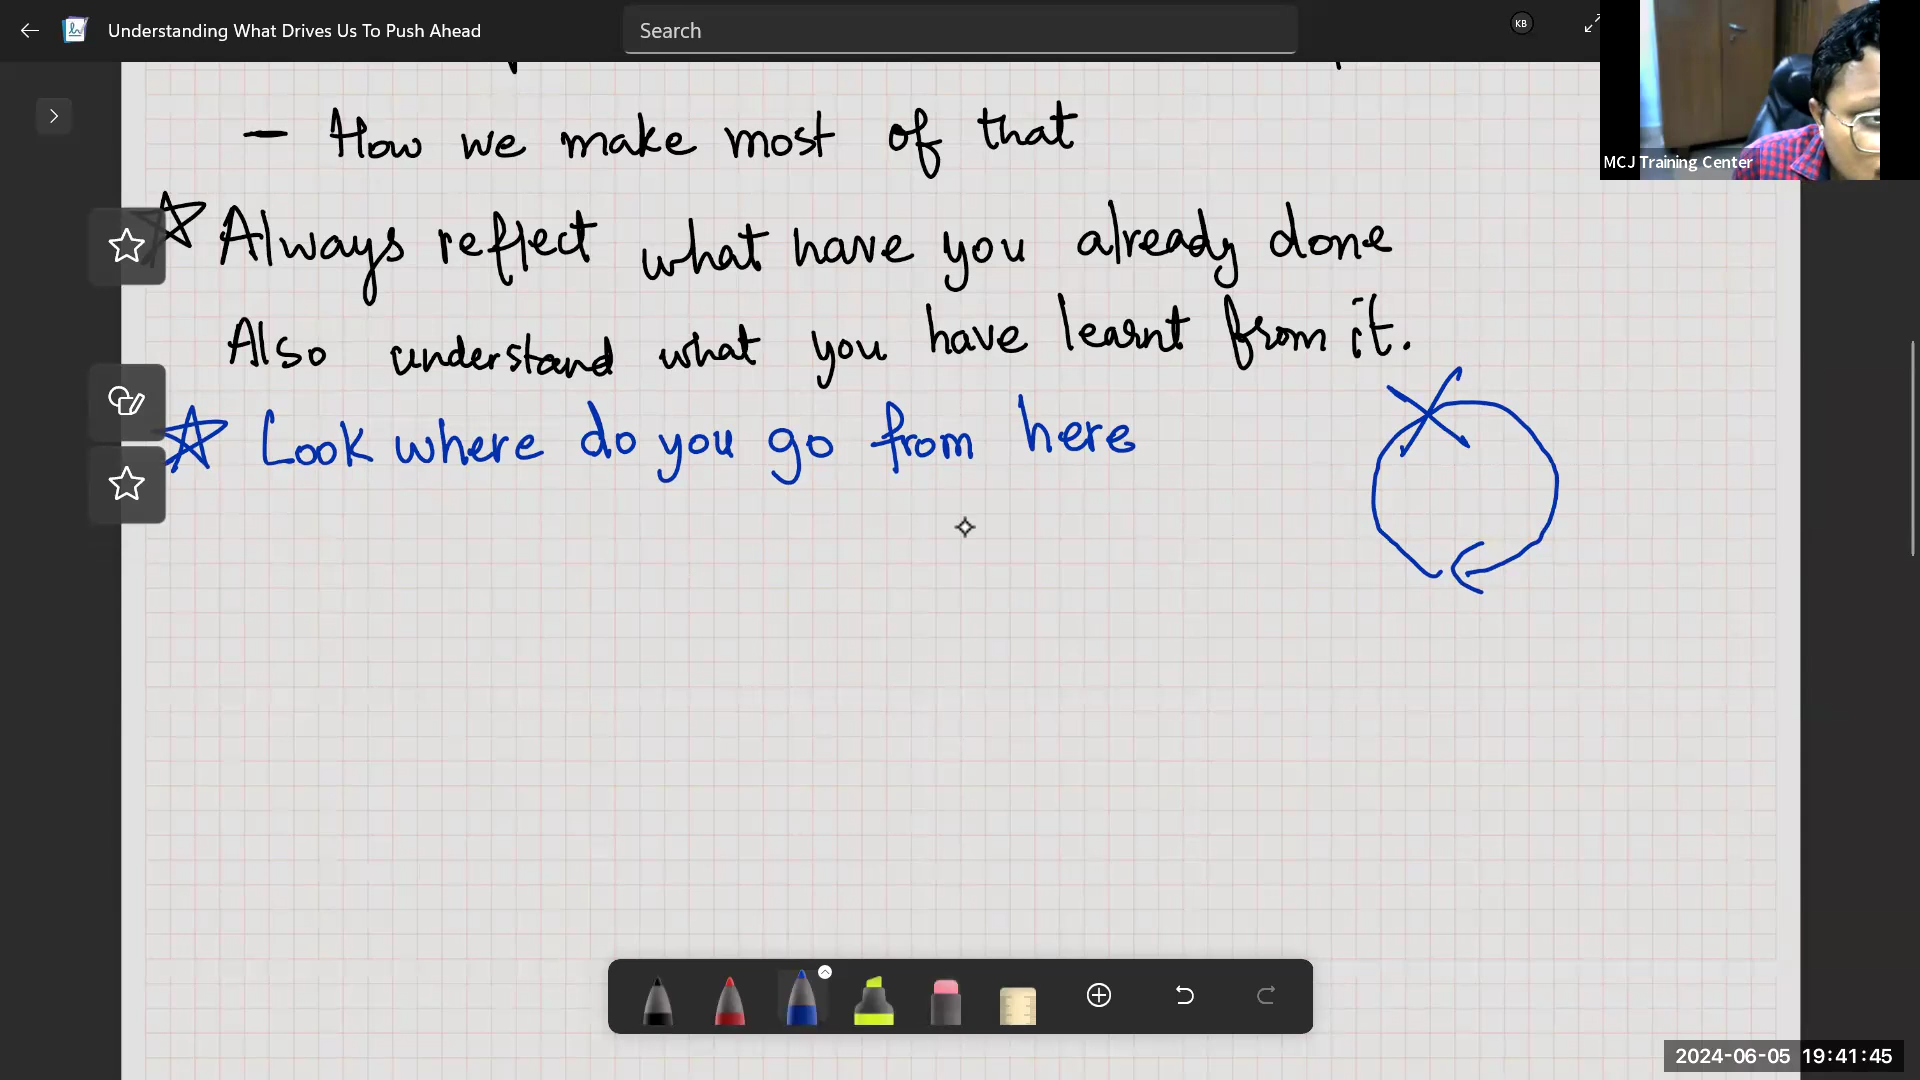 Understanding What Drives Us To Push Ahead
Search
KB
MCJ Training Center
- How we make most of that
Always reflect what have you already done
Also understand what you have learnt from it.
Look where do you go from here
2024-06-05 19:41:45